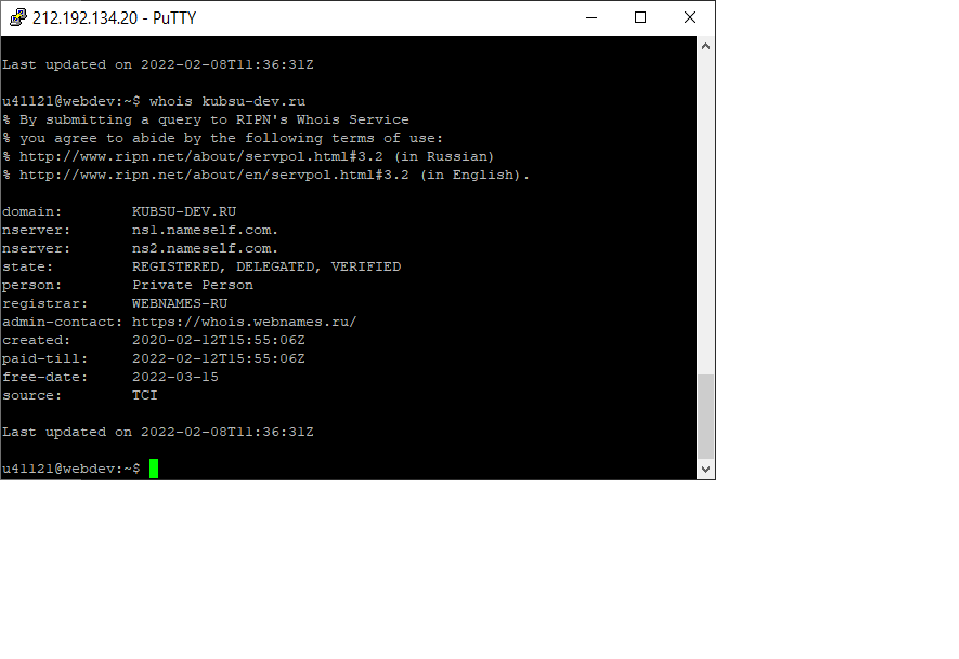 212.192.134.20 - PuTTY
Last updated on 2022-02-08T11:36:31Z
u41121@webdev:~$ whois kubsu-dev.ru
% By submitting a query to RIPN's Whois Service
% you agree to abide by the following terms of use:
% http://www.ripn.net/about/servpol.html#3.2 (in Russian)
% http://www.ripn.net/about/en/servpol.html#3.2 (in English).
domain: KUBSU-DEV.RU
nserver: ns1.nameself.com.
nserver: ns2.nameself.com.
state: REGISTERED, DELEGATED, VERIFIED
person: Private Person
registrar: WEBNAMES-RU
admin-contact: https://whois.webnames.ru/
created: 2020-02-12T15:55:06Z
paid-till: 2022-02-12T15:55:06Z
free-date: 2022-03-15
source: TCI
Last updated on 2022-02-08T11:36:31Z
u41121@webdev:~$